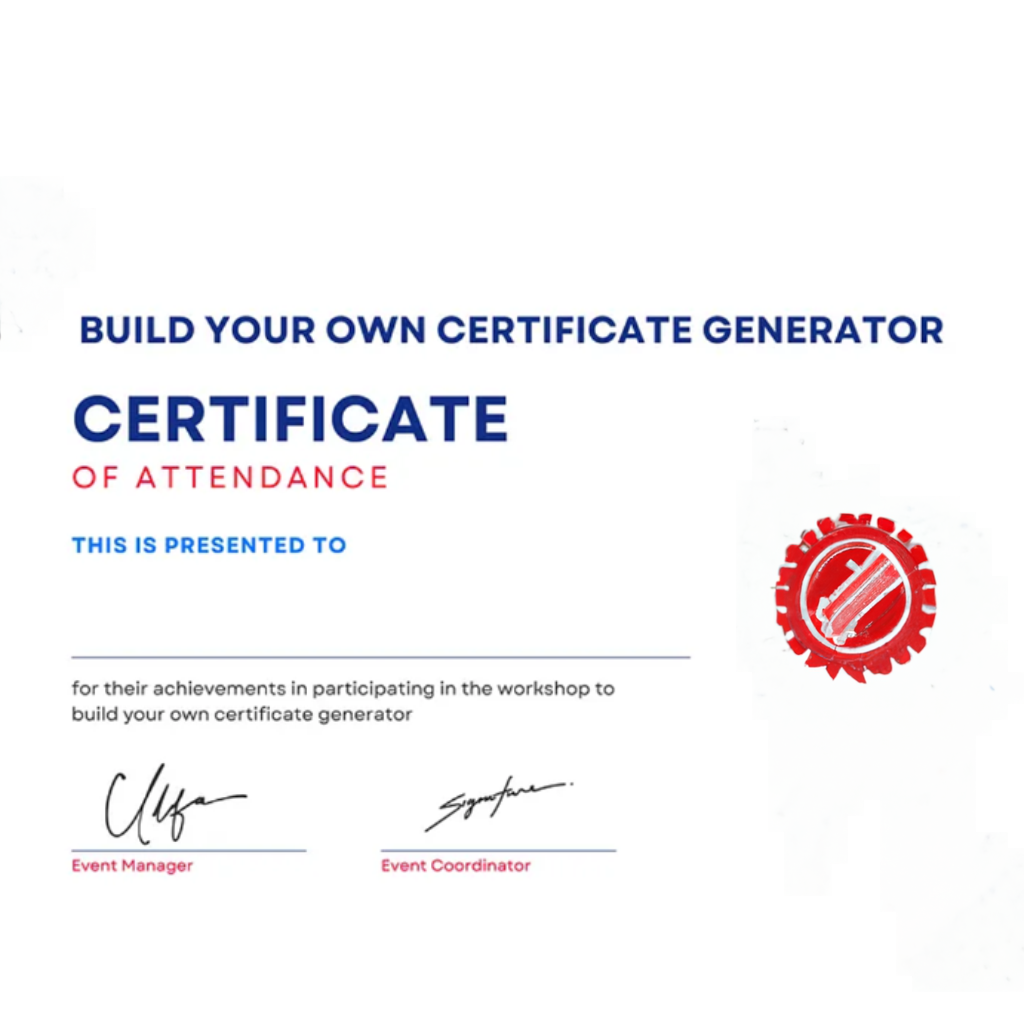 BUILD YOUR OWN CERTIFICATE GENERATOR
CERTIFICATE
OF ATTENDANCE
THIS IS PRESENTED TO
for their achievements in participating in the workshop to
build your own certificate generator
Signature
Event Manager
Event Coordinator